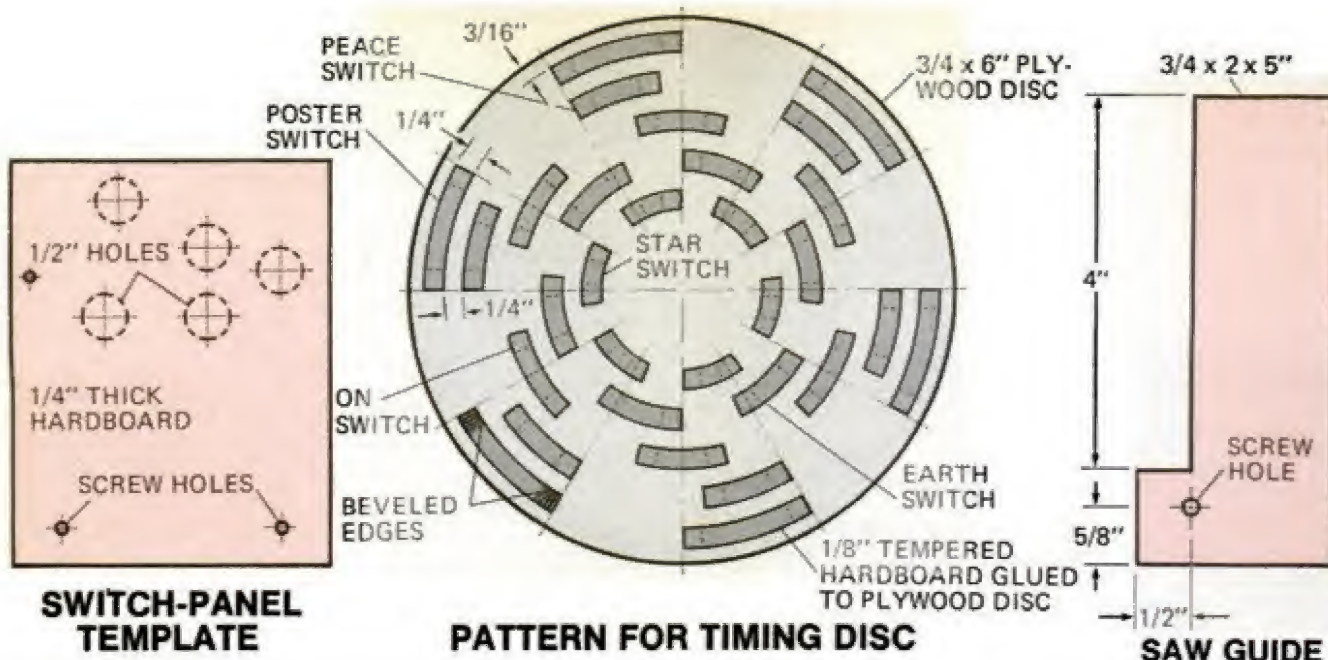 1/2" HOLES
1/4" THICK
HARDBOARD
SCREW HOLES
SWITCH-PANEL
TEMPLATE
PEACE
SWITCH
3/16"
POSTER
SWITCH
1/4"
STAR
SWITCH
1/4"
ON
SWITCH
BEVELED
EDGES
3/4 x 6" PLY-
WOOD DISC
EARTH
SWITCH
1/8" TEMPERED
HARDBOARD GLUED
TO PLYWOOD DISC
PATTERN FOR TIMING DISC
3/4 x 2 x 5"
4"
SCREW
HOLE
5/8"
1/2"
SAW GUIDE